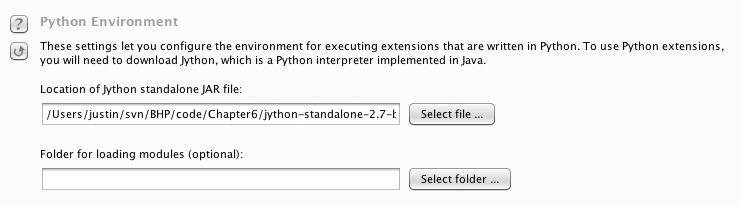 Python Environment
These settings let you configure the environment for executing extensions that are written in Python. To use Python extensions,
you will need to download Jython, which is a Python interpreter implemented in Java.
Location of Jython standalone JAR file:
/Users/justin/svn/BHP/code/Chapter6/jython-standalone-2.7-b
Select file ...
Folder for loading modules (optional):
Select folder ...